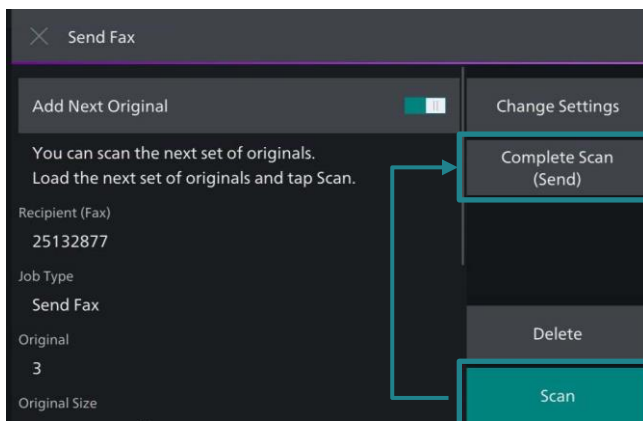 Send Fax
Add Next Original
Change Settings
You can scan the next set of originals.
Load the next set of originals and tap Scan.
Complete Scan
(Send)
Recipient (Fax)
25132877
Job Type
Send Fax
Original
3
Delete
Original Size
Scan